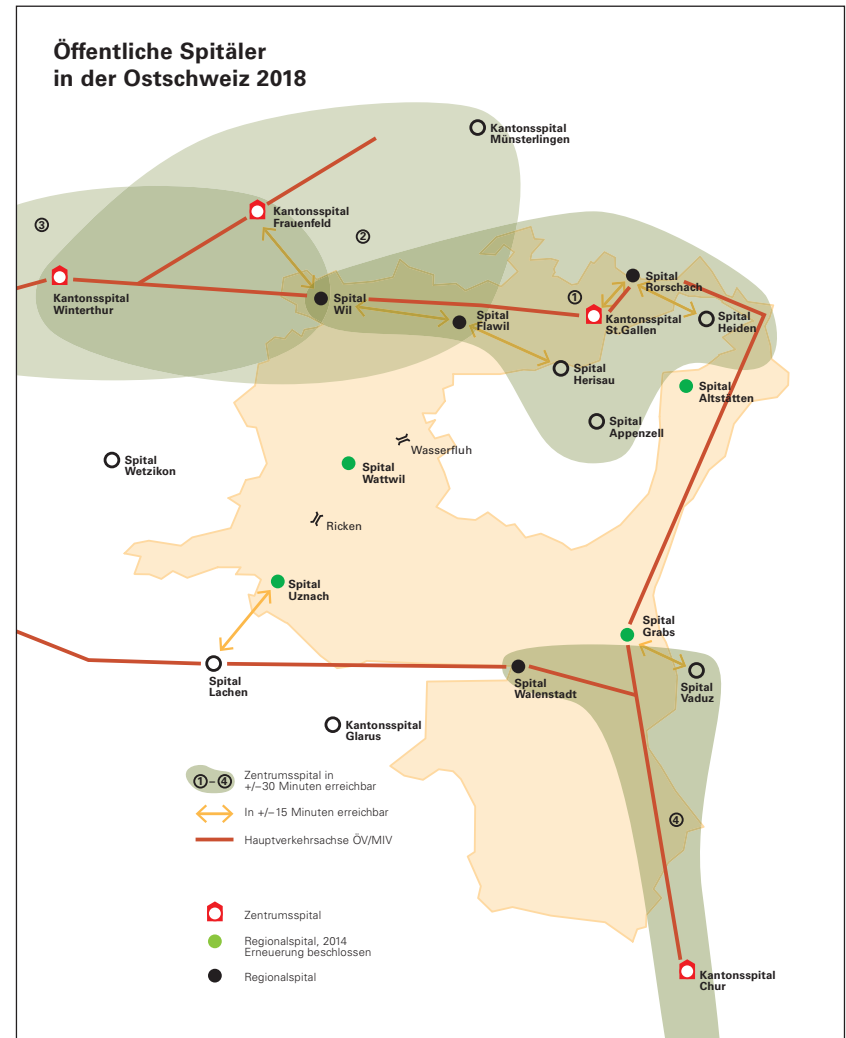 Öffentliche Spitäler
in der Ostschweiz 2018
Kantonsspital
Münsterlingen
Kantonsspital
Frauenfeld
③
②
Kantonsspital
Winterthur
Spital
Wil
Spital
Flawil
①
Spital
Rorschach
Kantonsspital
St.Gallen
Spital
Heiden
Spital
Herisau
Spital
Altstätten
Spital
Appenzell
Wasserfluh
Spital
Wetzikon
Spital
Wattwil
Ricken
Spital
Uznach
Spital
Grabs
Spital
Lachen
Spital
Walenstadt
Spital
Vaduz
Kantonsspital
Glarus
①–④
Zentrumsspital in
+/–30 Minuten erreichbar
In +/–15 Minuten erreichbar
Hauptverkehrsachse ÖV/MIV
④
Zentrumsspital
Regionalspital, 2014
Erneuerung beschlossen
Regionalspital
Kantonsspital
Chur